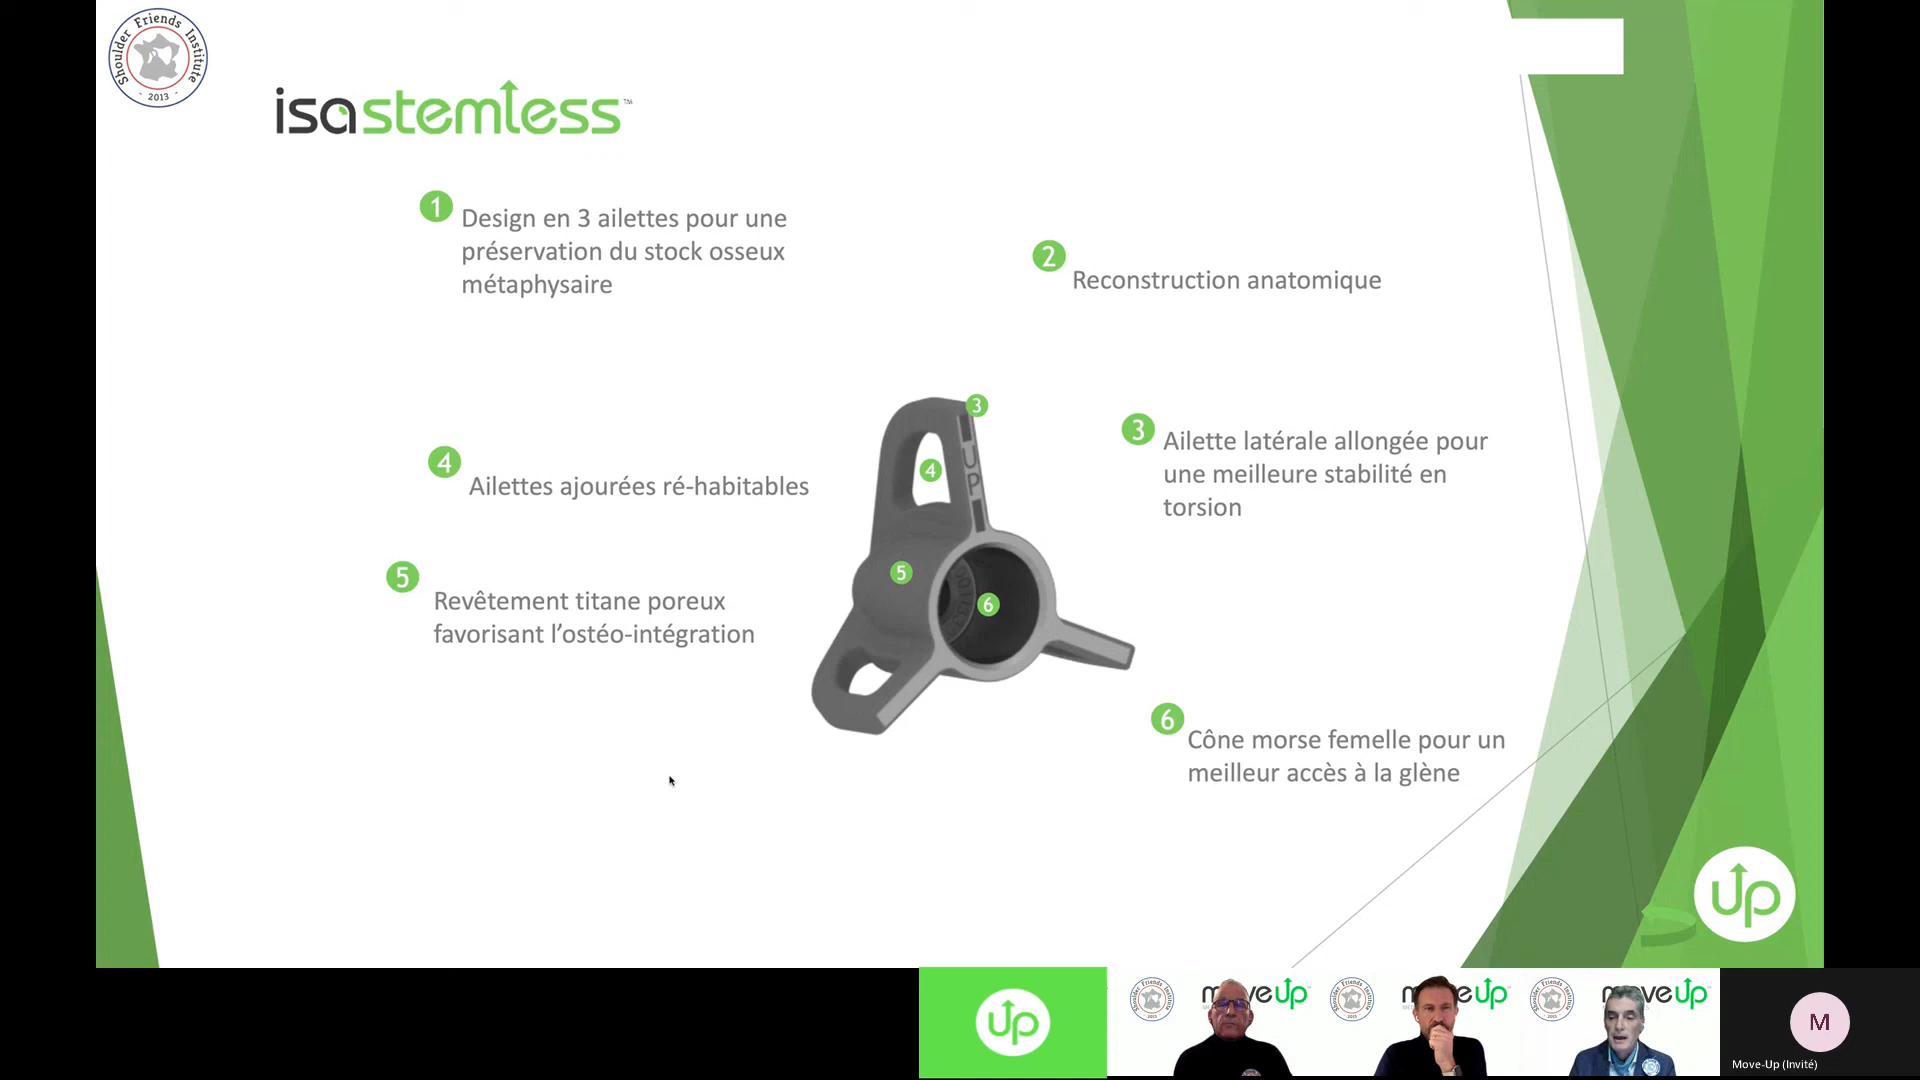 Shoulder Friends Institute
- 2013 -
isastemless™
1
Design en 3 ailettes pour une
préservation du stock osseux
métaphysaire
2
Reconstruction anatomique
3
Ailette latérale allongée pour
une meilleure stabilité en
torsion
4
Ailettes ajourées ré-habitables
5
Revêtement titane poreux
favorisant l’ostéo-intégration
6
Cône morse femelle pour un
meilleur accès à la glène
3
UP
4
5
6
up
up
moveUp
moveUp
moveUp
M
Move-Up (Invité)